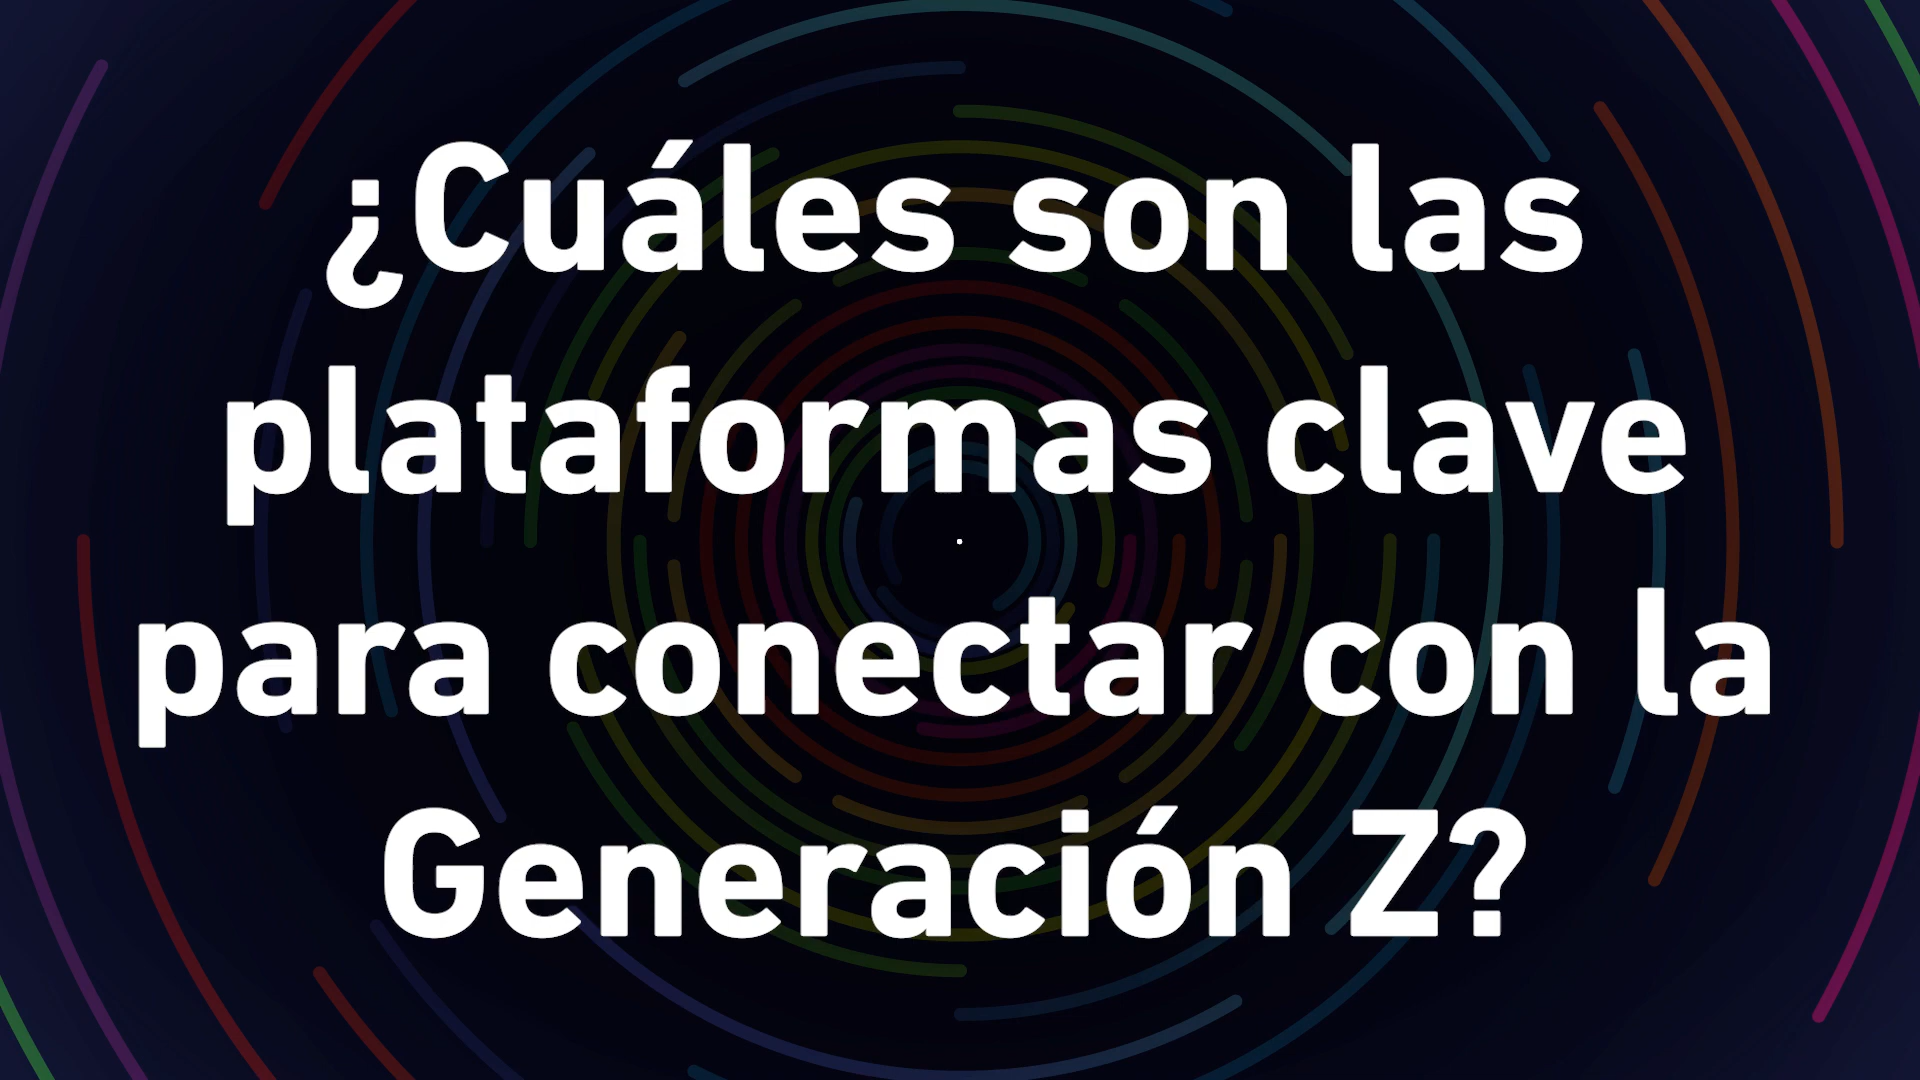 ¿Cuáles son las
plataformas clave
para conectar con la
Generación Z?